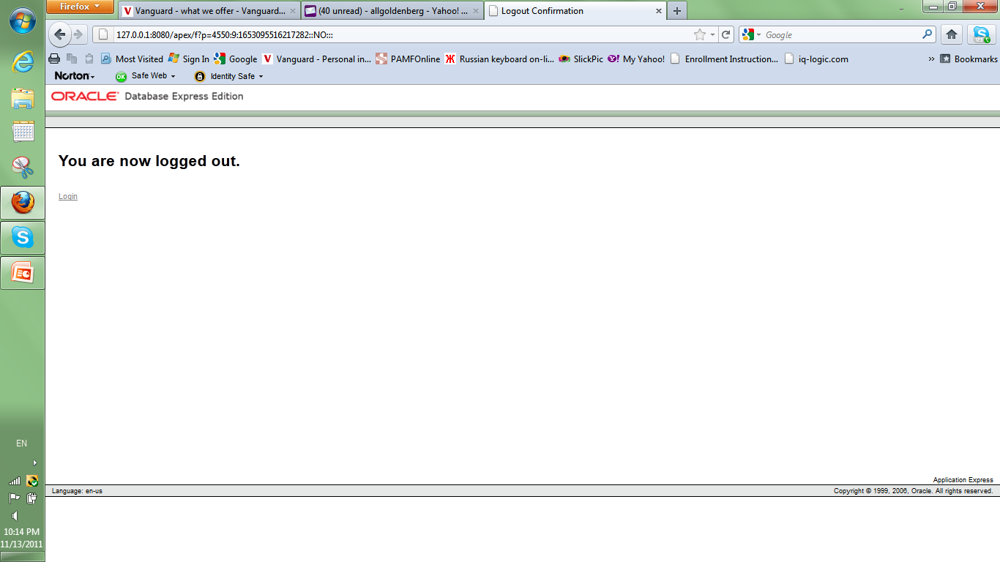 Firefox
Vanguard - what we offer - Vanguard...
(40 unread) - allgoldenberg - Yahoo! ...
Logout Confirmation
127.0.0.1:8080/apex/f?p=4550:9:1653095516217282::NO:::
Google
Most Visited
Sign In
Google
Vanguard - Personal in...
PAMFOnline
Russian keyboard on-li...
SlickPic
My Yahoo!
Enrollment Instruction...
iq-logic.com
»
Bookmarks
Norton
OK Safe Web
Identity Safe
ORACLE Database Express Edition
You are now logged out.
Login
Application Express
Language: en-us
Copyright © 1999, 2006, Oracle. All rights reserved.
EN
10:14 PM
11/13/2011